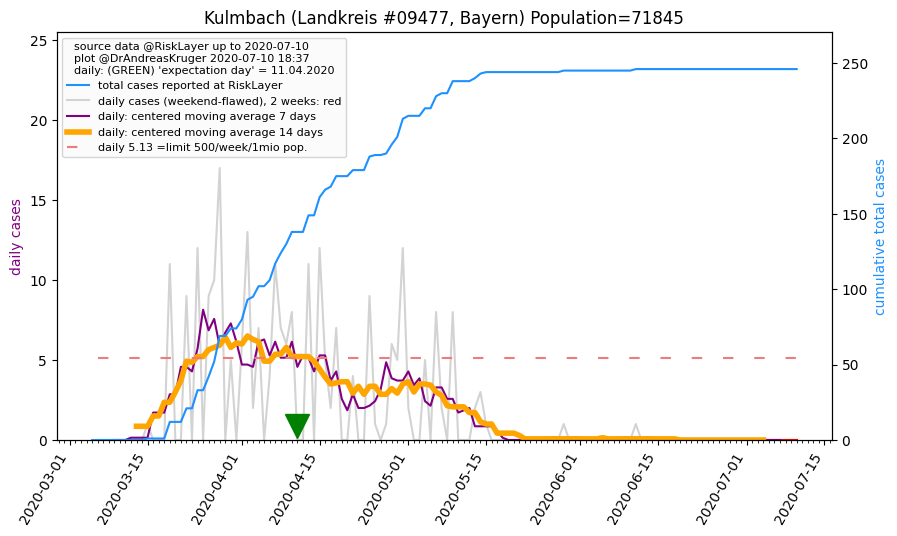 Kulmbach (Landkreis #09477, Bayern) Population=71845
source data @RiskLayer up to 2020-07-10
plot @DrAndreasKruger 2020-07-10 18:37
daily: (GREEN) 'expectation day' = 11.04.2020
total cases reported at RiskLayer
daily cases (weekend-flawed), 2 weeks: red
daily: centered moving average 7 days
daily: centered moving average 14 days
daily 5.13 =limit 500/week/1mio pop.
daily cases
25
20
15
10
5
0
cumulative total cases
250
200
150
100
50
0
2020-03-01
2020-03-15
2020-04-01
2020-04-15
2020-05-01
2020-05-15
2020-06-01
2020-06-15
2020-07-01
2020-07-15